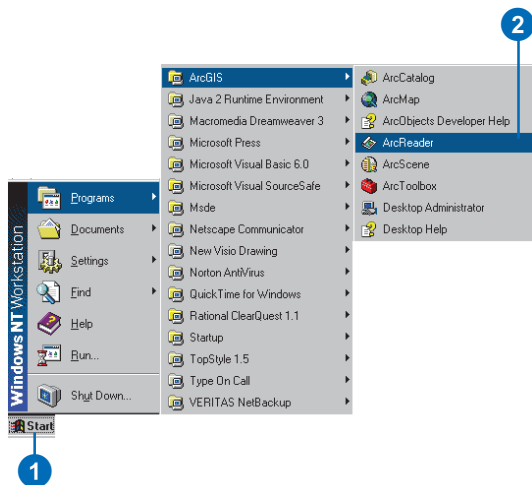 2
ArcGIS
Java 2 Runtime Environment
Macromedia Dreamweaver 3
Microsoft Press
Microsoft Visual Basic 6.0
Microsoft Visual SourceSafe
Msde
Netscape Communicator
New Visio Drawing
Norton AntiVirus
QuickTime for Windows
Rational ClearQuest 1.1
Startup
TopStyle 1.5
Type On Call
VERITAS NetBackup
ArcCatalog
ArcMap
ArcObjects Developer Help
ArcReader
ArcScene
ArcToolbox
Desktop Administrator
Desktop Help
Programs
Documents
Settings
Find
Help
Run...
Shut Down...
Windows NT Workstation
Start
1